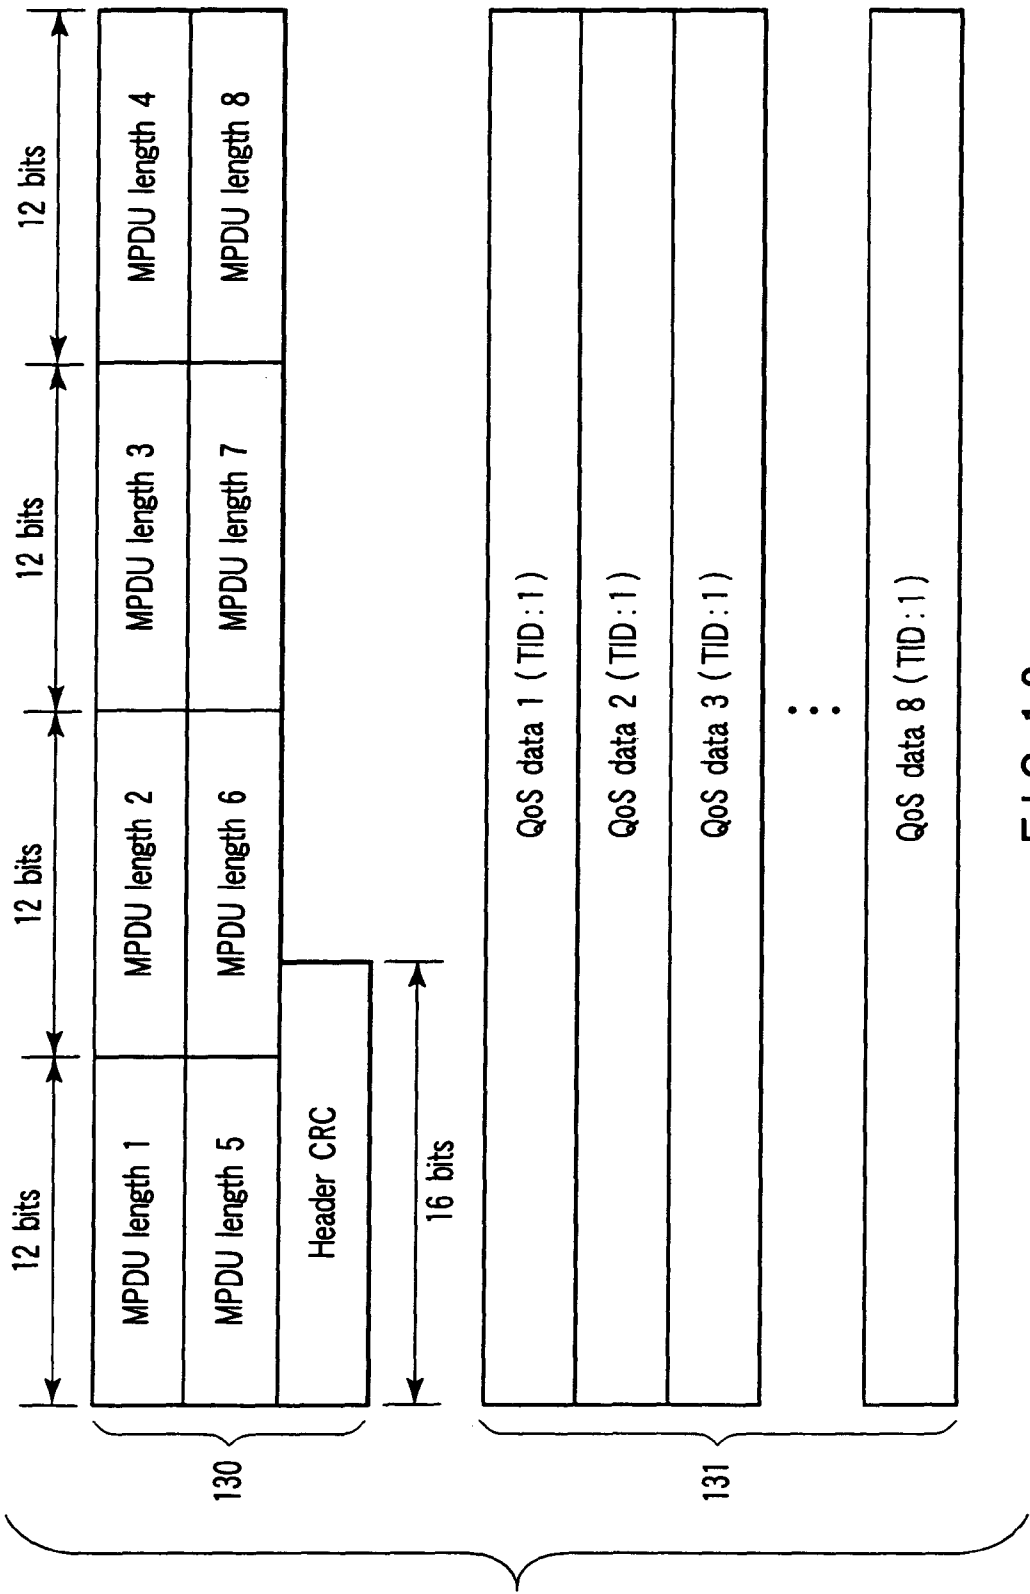 12 bits 12 bits 12 bits 12 bits
MPDU length 1 MPDU length 2 MPDU length 3 MPDU length 4
MPDU length 5 MPDU length 6 MPDU length 7 MPDU length 8
Header CRC
16 bits
130
QoS data 1 (TID:1)
QoS data 2 (TID:1)
QoS data 3 (TID:1)
...
QoS data 8 (TID:1)
131